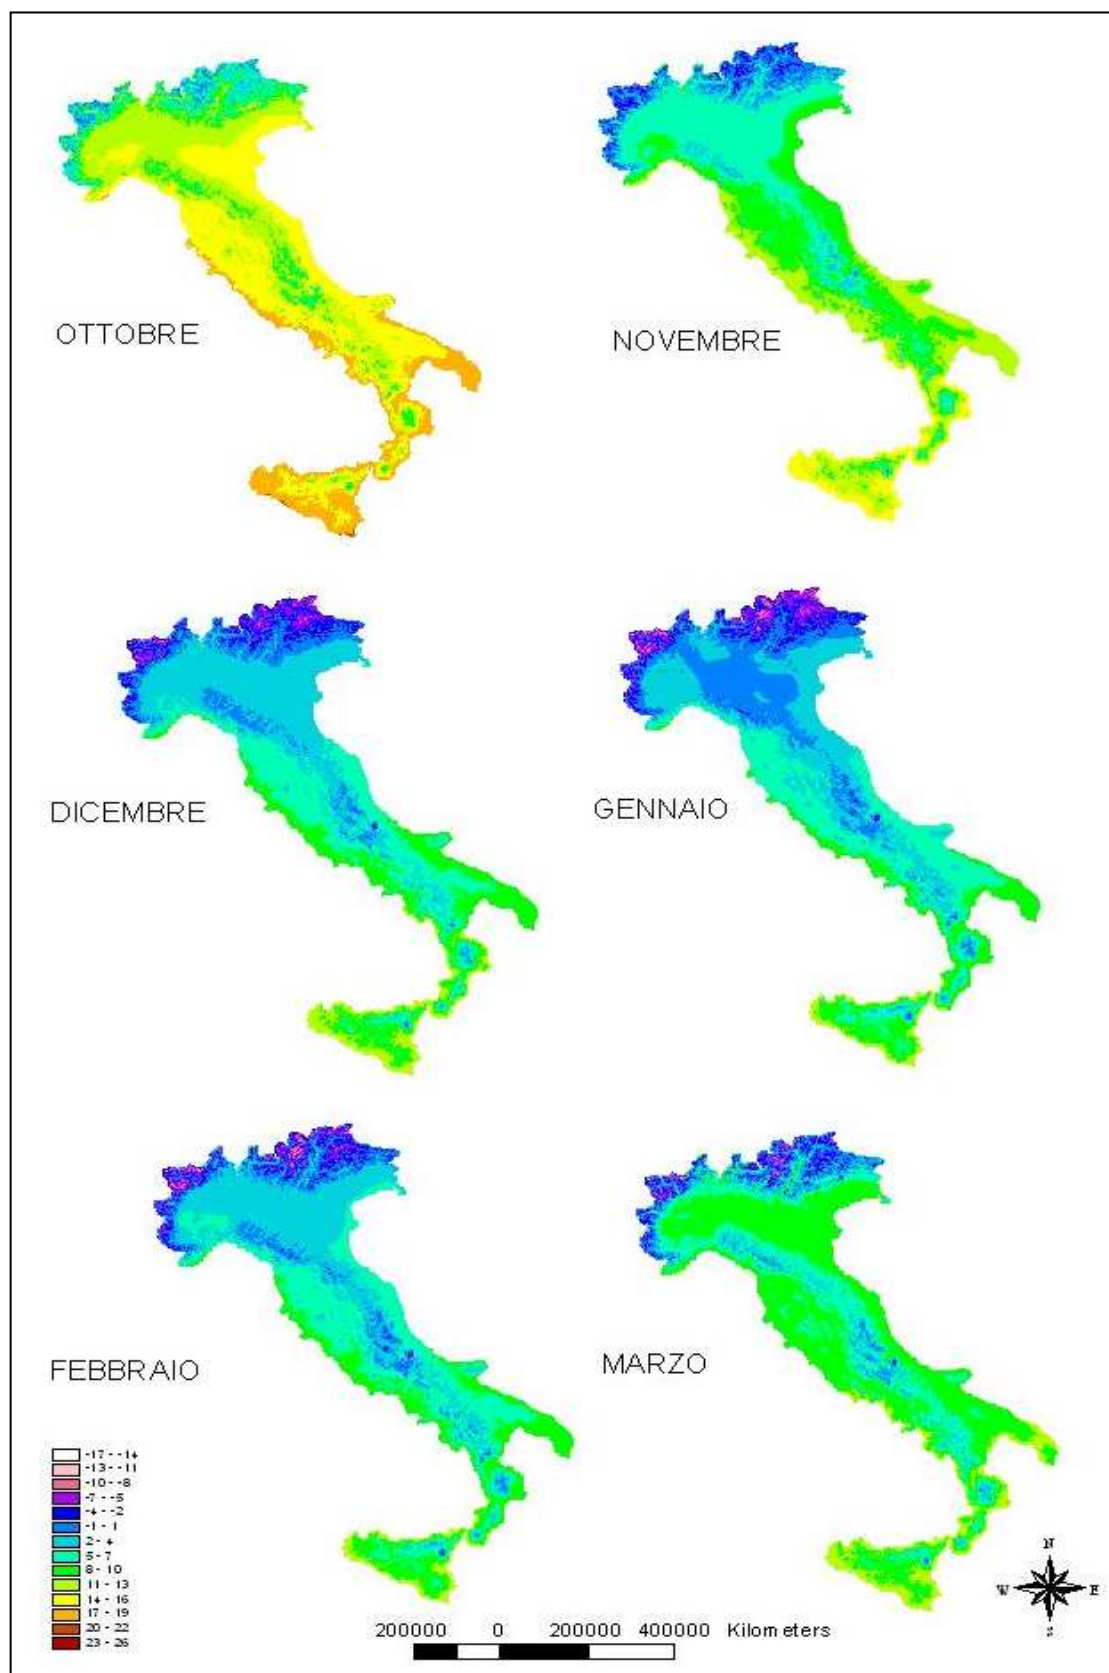 OTTOBRE
NOVEMBRE
DICEMBRE
GENNAIO
FEBBRAIO
MARZO
-17 - -14
-13 - -11
-10 - -8
-7 - -5
-4 - -2
-1 - 1
2 - 4
5 - 7
8 - 10
11 - 13
14 - 16
17 - 19
20 - 22
23 - 26
200000 0 200000 400000 Kilometers
N
W E
S